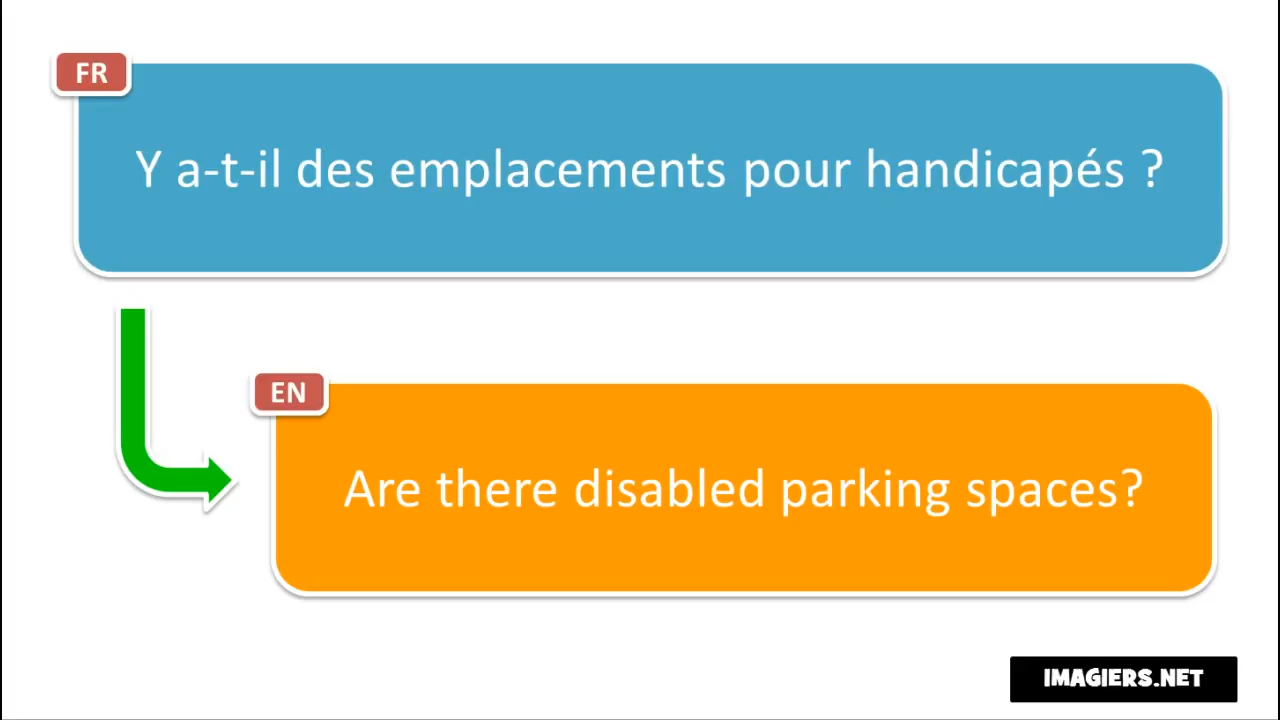 FR
Y a-t-il des emplacements pour handicapés ?
EN
Are there disabled parking spaces?
IMAGIERS.NET